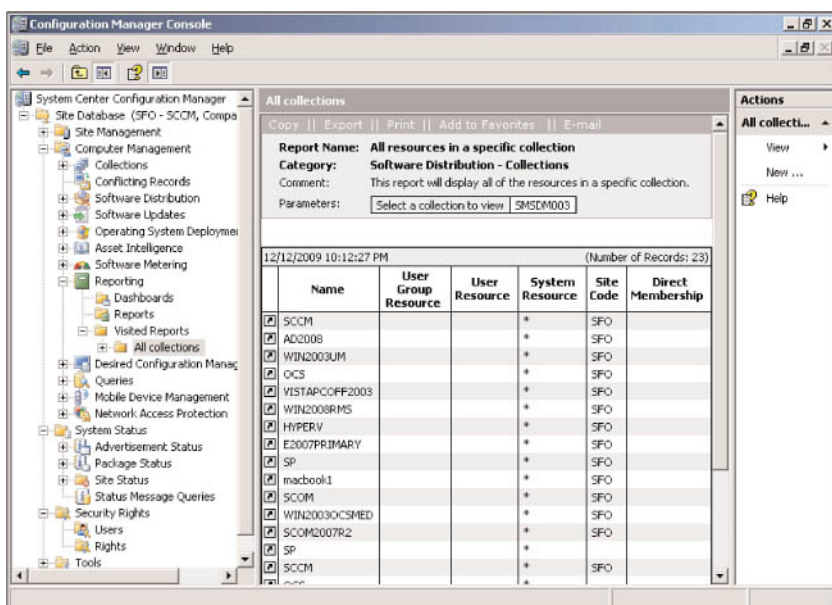 Configuration Manager Console
File Action View Window Help
System Center Configuration Manager
Site Database (SFO - SCCM, Compa
Site Management
Computer Management
Collections
Conflicting Records
Software Distribution
Software Updates
Operating System Deployme
Asset Intelligence
Software Metering
Reporting
Dashboards
Reports
Visited Reports
All collections
Desired Configuration Manag
Queries
Mobile Device Management
Network Access Protection
System Status
Advertisement Status
Package Status
Site Status
Status Message Queries
Security Rights
Users
Rights
Tools
All collections
Copy || Export || Print || Add to Favorites || E-mail
Report Name: All resources in a specific collection
Category: Software Distribution - Collections
Comment: This report will display all of the resources in a specific collection.
Parameters: Select a collection to view SMSDM003
12/12/2009 10:12:27 PM (Number of Records: 23)
Name User Group Resource User Resource System Resource Site Code Direct Membership
SCCM * SFO
AD2008 * SFO
WIN2003UM * SFO
OCS * SFO
VISTAPCOFF2003 * SFO
WIN2008RMS * SFO
HYPERV * SFO
E2007PRIMARY * SFO
SP * SFO
macbook1 * SFO
SCOM * SFO
WIN2003OCSMED * SFO
SCOM2007R2 * SFO
SP *
SCCM * SFO
Actions
All collecti...
View
New ...
Help